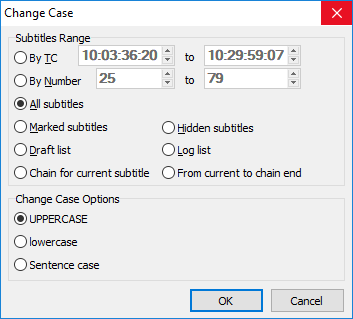 Change Case
Subtitles Range
By TC 10:03:36:20 to 10:29:59:07
By Number 25 to 79
All subtitles
Marked subtitles Hidden subtitles
Draft list Log list
Chain for current subtitle From current to chain end
Change Case Options
UPPERCASE
lowercase
Sentence case
OK Cancel